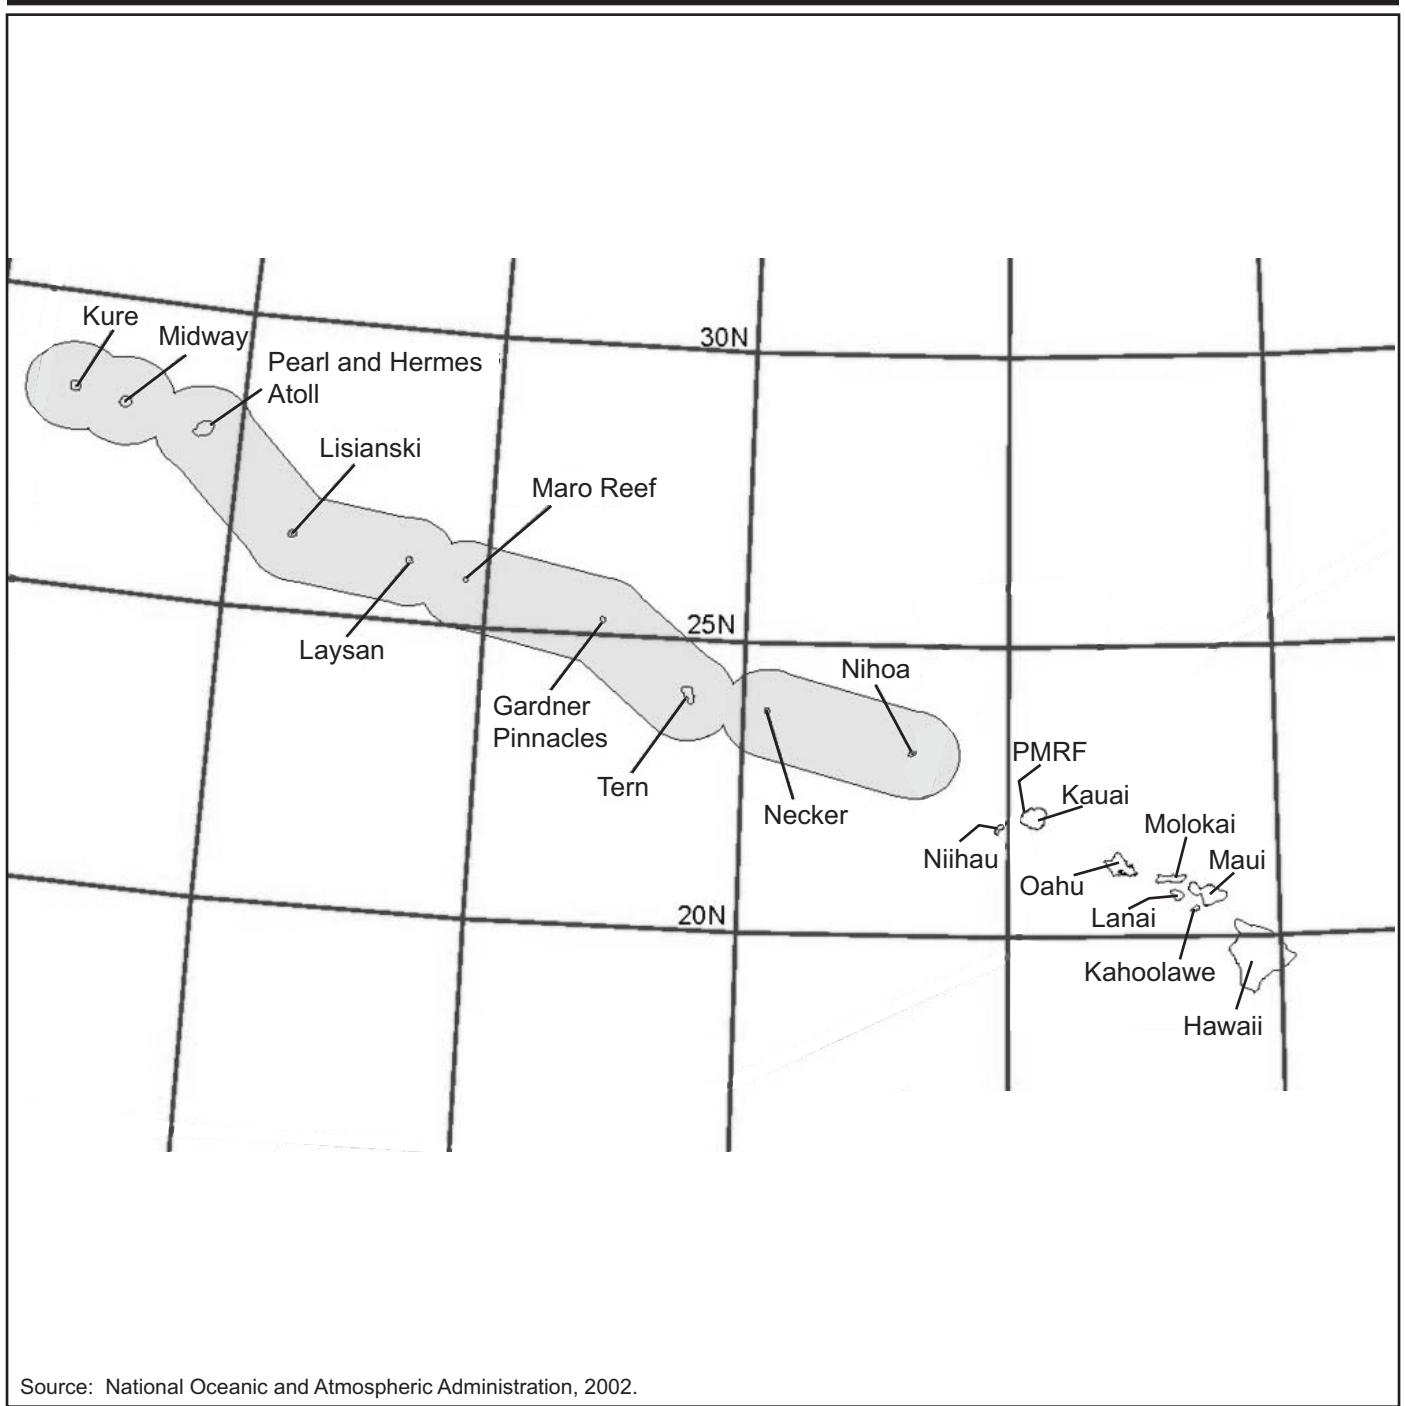 30N
Kure
Midway
Pearl and Hermes
Atoll
Lisianski
Maro Reef
25N
Laysan
Nihoa
Gardner
Pinnacles
PMRF
Tern
Kauai
Necker
Molokai
Niihau
Maui
Oahu
20N
Lanai
Kahoolawe
Hawaii
Source: National Oceanic and Atmospheric Administration, 2002.